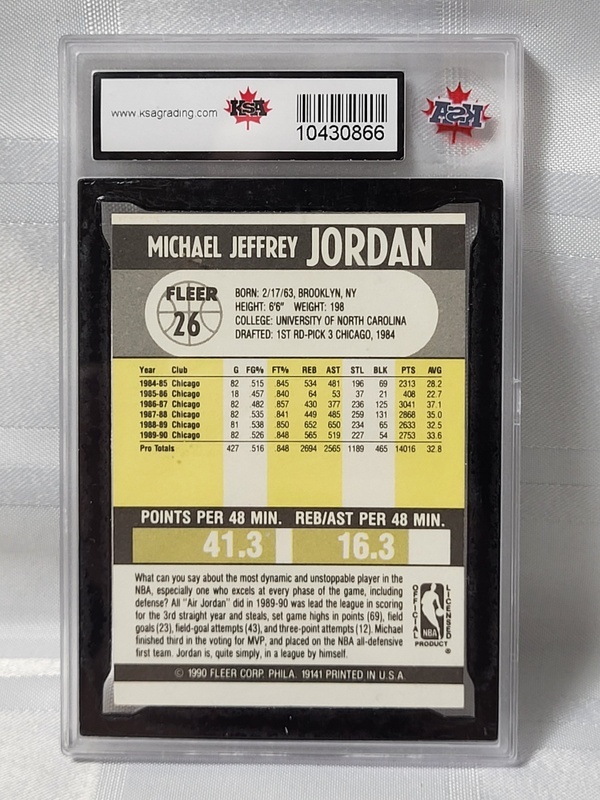 www.ksagrading.com
KSA
10430866
KSA
MICHAEL JEFFREY JORDAN
FLEER
26
BORN: 2/17/63, BROOKLYN, NY
HEIGHT: 6'6" WEIGHT: 198
COLLEGE: UNIVERSITY OF NORTH CAROLINA
DRAFTED: 1ST RD-PICK 3 CHICAGO, 1984
Year Club G FG% FT% REB AST STL BLK PTS AVG
1984-85 Chicago 82 .515 .845 534 481 196 69 2313 28.2
1985-86 Chicago 18 .457 .840 64 53 37 21 408 22.7
1986-87 Chicago 82 .482 .857 430 377 236 125 3041 37.1
1987-88 Chicago 82 .535 .841 449 485 259 131 2868 35.0
1988-89 Chicago 81 .538 .850 652 650 234 65 2633 32.5
1989-90 Chicago 82 .526 .848 565 519 227 54 2753 33.6
Pro Totals 427 .516 .848 2694 2565 1189 465 14016 32.8
POINTS PER 48 MIN. REB/AST PER 48 MIN.
41.3 16.3
What can you say about the most dynamic and unstoppable player in the
NBA, especially one who excels at every phase of the game, including
defense? All "Air Jordan" did in 1989-90 was lead the league in scoring
for the 3rd straight year and steals, set game highs in points (69), field
goals (23), field-goal attempts (43), and three-point attempts (12). Michael
finished third in the voting for MVP, and placed on the NBA all-defensive
first team. Jordan is, quite simply, in a league by himself.
OFFICIAL
LICENSED
NBA
PRODUCT
®
© 1990 FLEER CORP. PHILA. 19141 PRINTED IN U.S.A